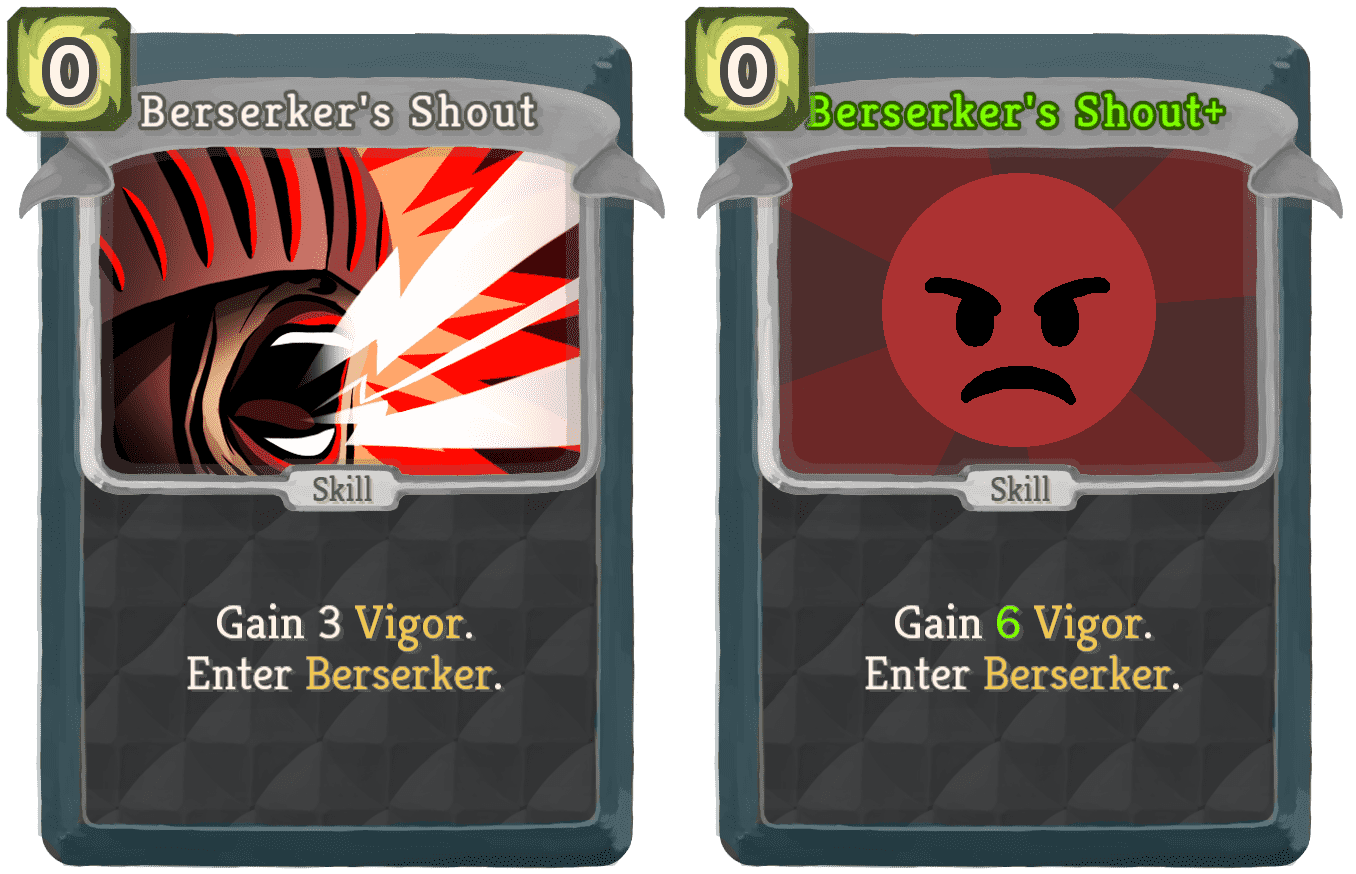 0
Berserker's Shout
Skill
Gain 3 Vigor.
Enter Berserker.
0
Berserker's Shout+
Skill
Gain 6 Vigor.
Enter Berserker.